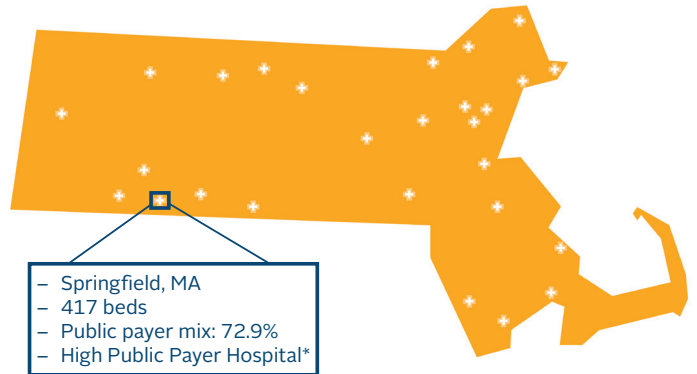 – Springfield, MA
– 417 beds
– Public payer mix: 72.9%
– High Public Payer Hospital*